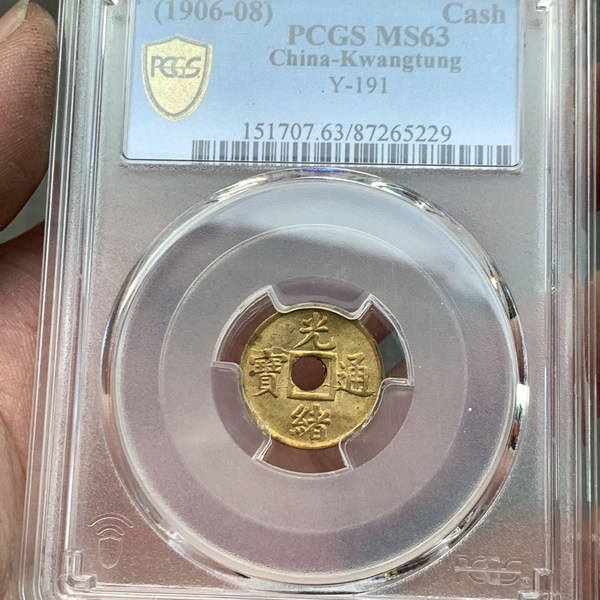 (1906-08) Cash
PCGS MS63
China-Kwangtung
Y-191
151707.63/87265229
PCGS
光
寶 通
緒
PCGS